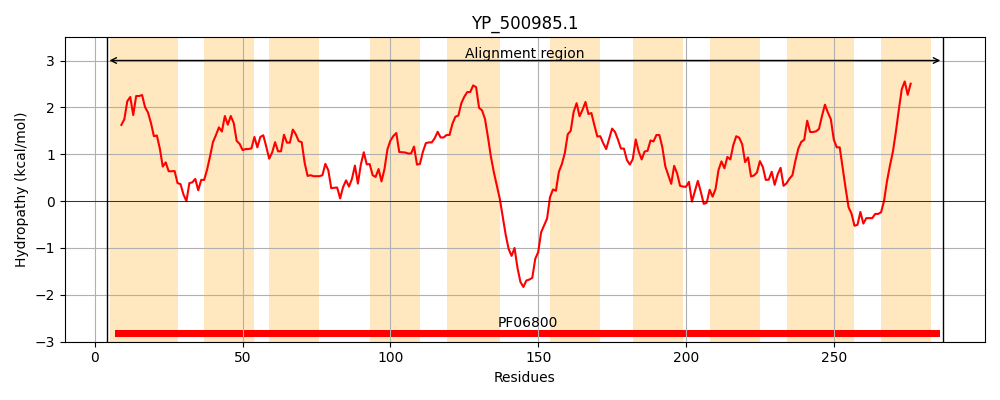 YP_500985.1
Alignment region
Hydropathy (kcal/mol)
3
2
1
0
−1
−2
−3
PF06800
0 50 100 150 200 250
Residues